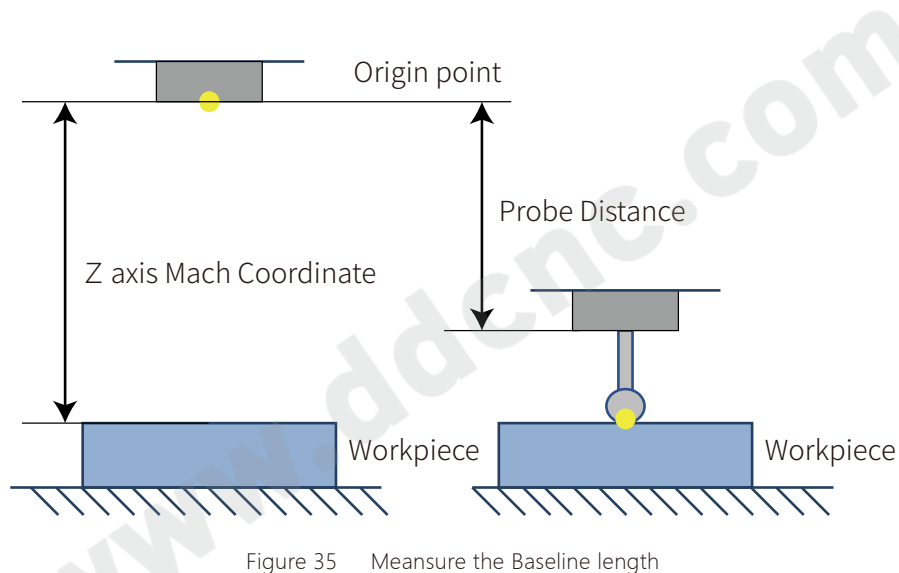 Origin point
Probe Distance
Z axis Mach Coordinate
Workpiece
Workpiece
www.ddcnc.com
Figure 35 Meansure the Baseline length